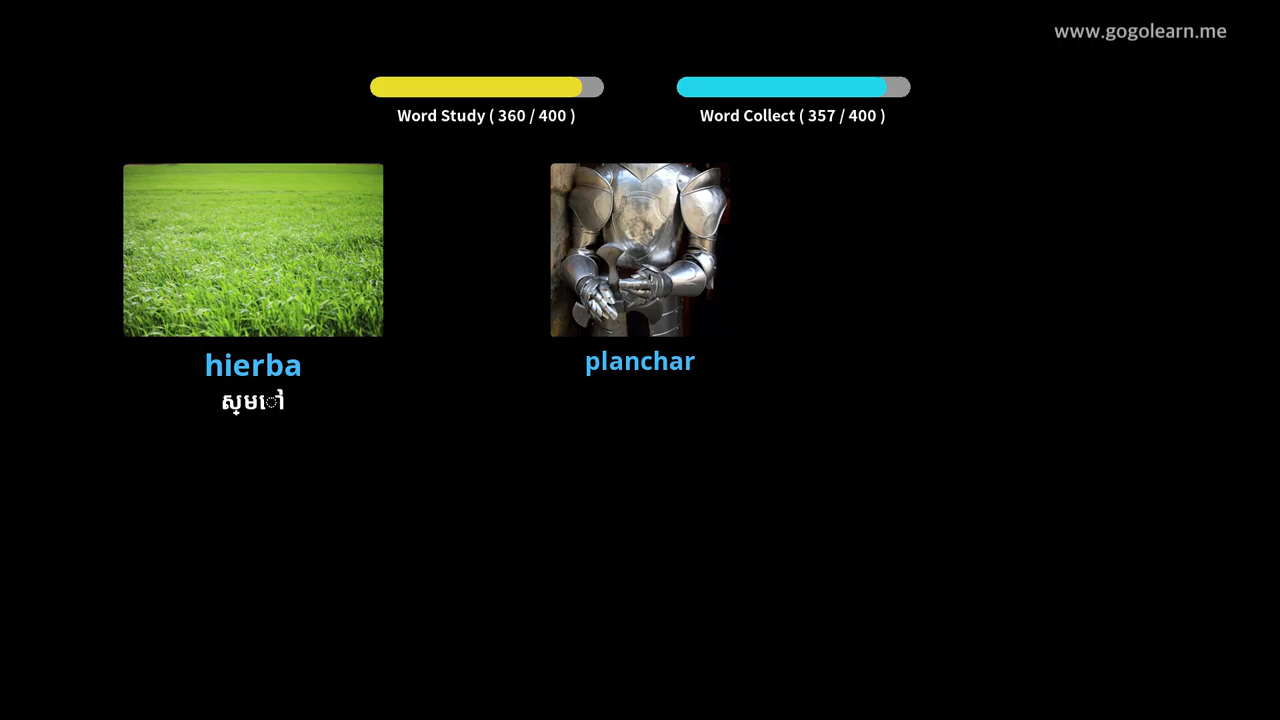 www.gogolearn.me
Word Study ( 360 / 400 )
Word Collect ( 357 / 400 )
hierba
planchar
ស្មៅ